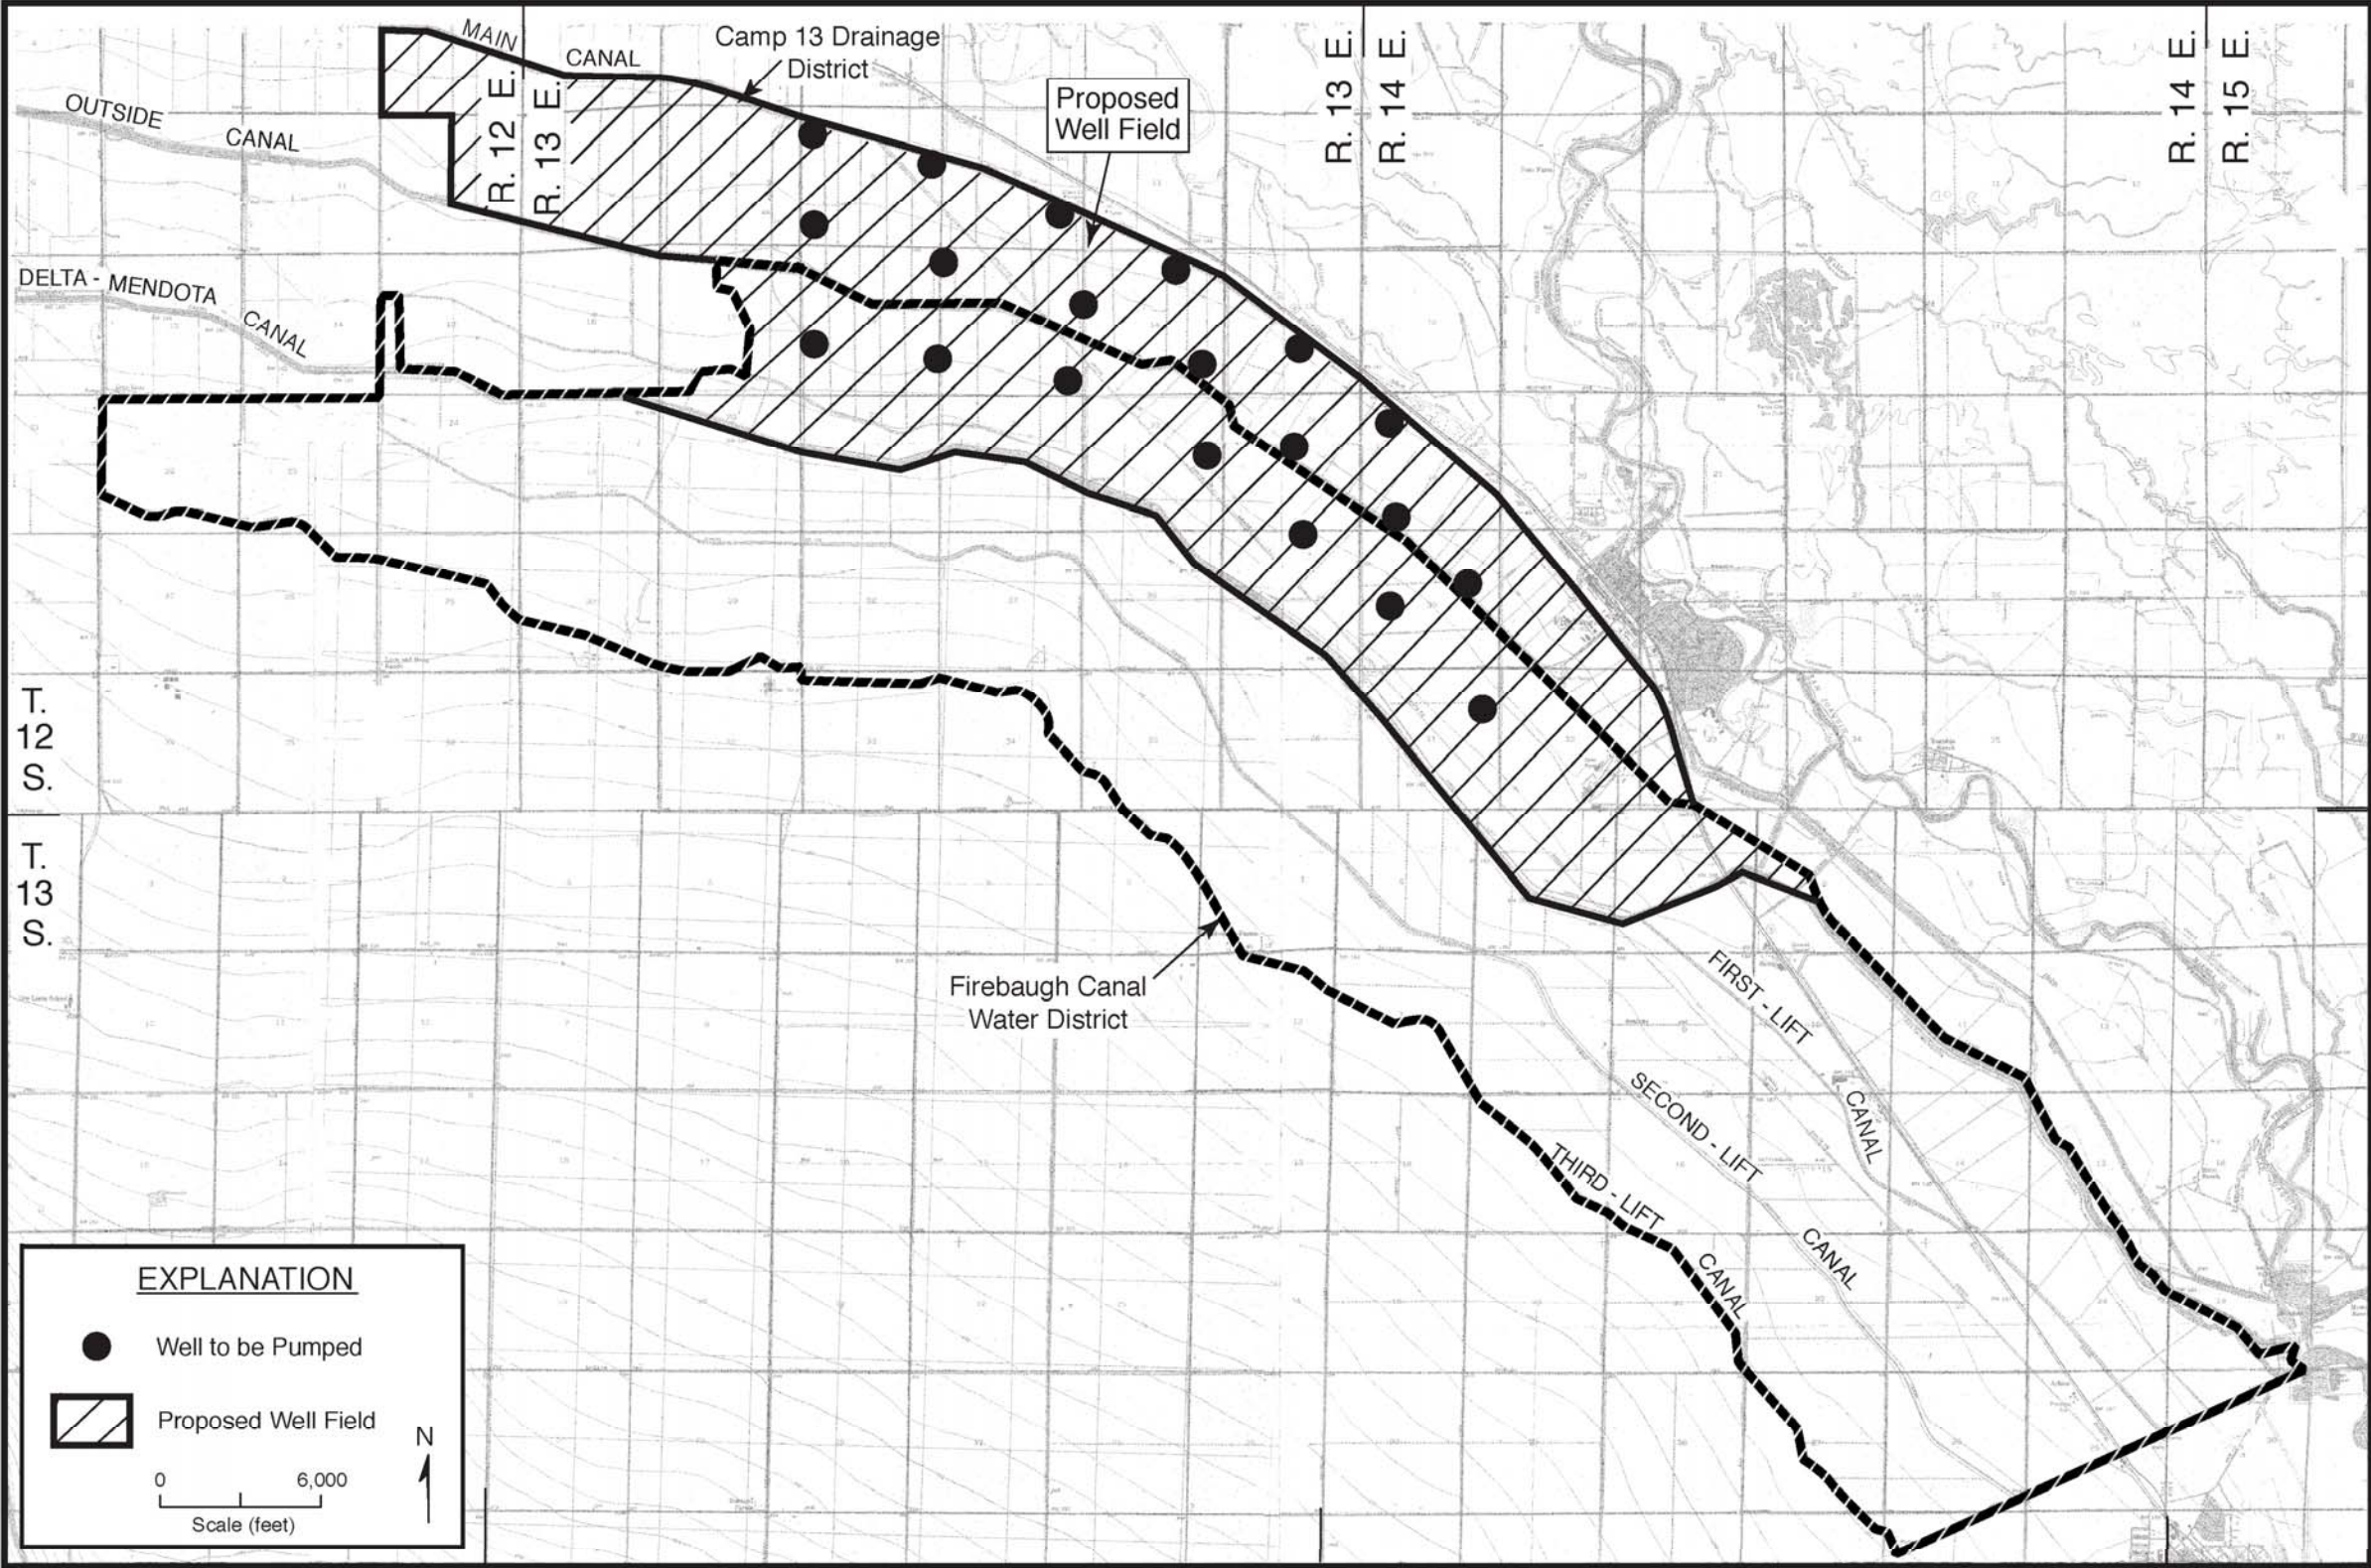 MAIN
CANAL
Camp 13 Drainage
District
Proposed
Well Field
R. 12 E.
R. 13 E.
R. 13 E.
R. 14 E.
R. 14 E.
R. 15 E.
OUTSIDE
CANAL
DELTA - MENDOTA
CANAL
T.
12
S.
T.
13
S.
Firebaugh Canal
Water District
FIRST - LIFT
CANAL
SECOND - LIFT
CANAL
THIRD - LIFT
CANAL
EXPLANATION
Well to be Pumped
Proposed Well Field
N
0 6,000
Scale (feet)